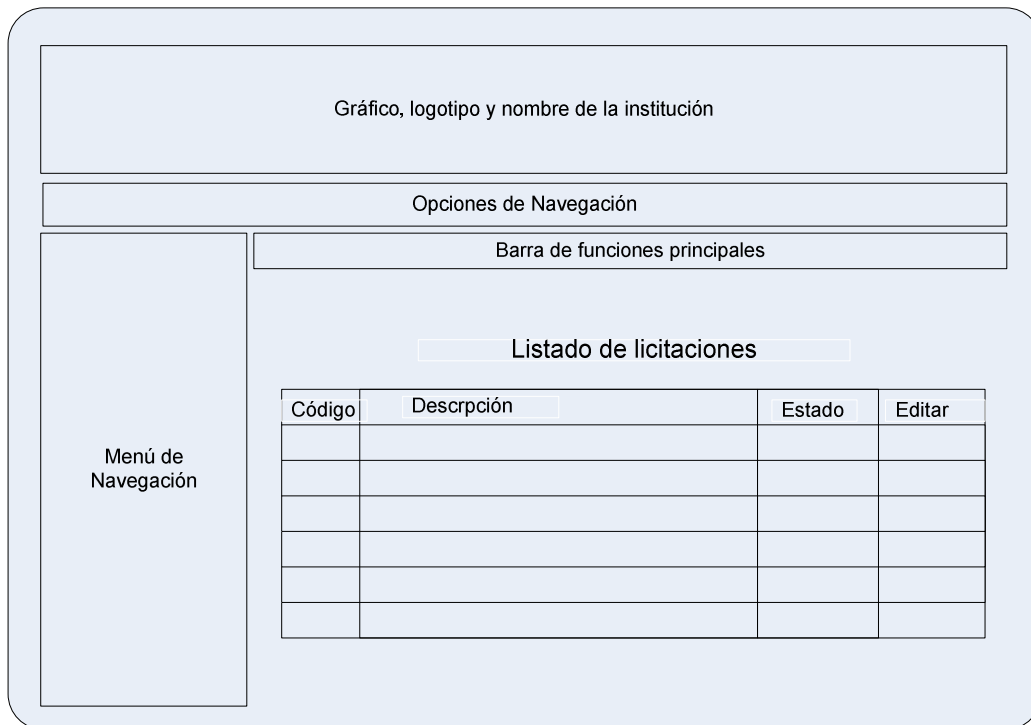 Gráfico, logotipo y nombre de la institución
Opciones de Navegación
Barra de funciones principales
Listado de licitaciones
Código Descrpción Estado Editar
Menú de
Navegación